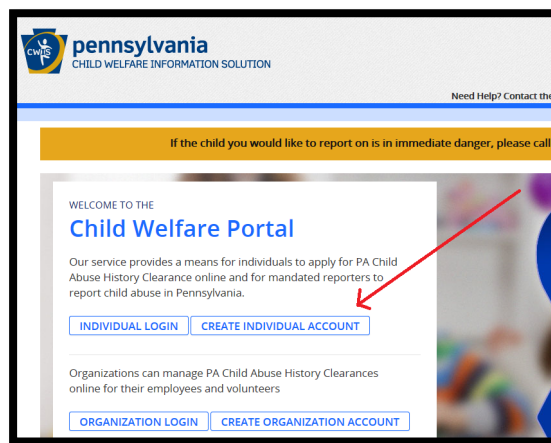 CWIS
pennsylvania
CHILD WELFARE INFORMATION SOLUTION
Need Help? Contact the
If the child you would like to report on is in immediate danger, please call
WELCOME TO THE
Child Welfare Portal
Our service provides a means for individuals to apply for PA Child
Abuse History Clearance online and for mandated reporters to
report child abuse in Pennsylvania.
INDIVIDUAL LOGIN CREATE INDIVIDUAL ACCOUNT
Organizations can manage PA Child Abuse History Clearances
online for their employees and volunteers
ORGANIZATION LOGIN CREATE ORGANIZATION ACCOUNT